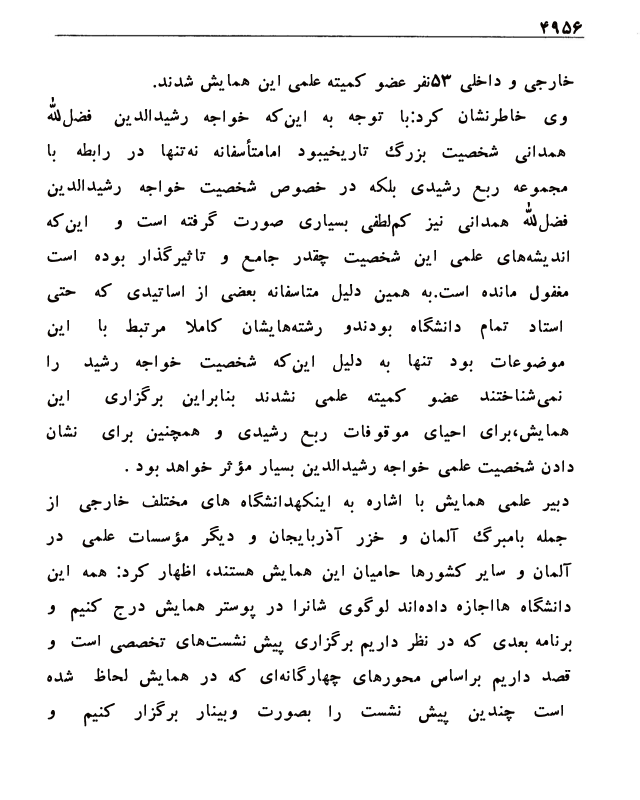 ۴۹۵۶
خارجی و داخلی ۵۳نفر عضو کمیته علمی این همایش شدند.
وی خاطرنشان کرد:با توجه به این‌که خواجه رشیدالدین فضل‌الله
همدانی شخصیت بزرگ تاریخیبود امامتأسفانه نه‌تنها در رابطه با
مجموعه ربع رشیدی بلکه در خصوص شخصیت خواجه رشیدالدین
فضل‌الله همدانی نیز کم‌لطفی بسیاری صورت گرفته است و این‌که
اندیشه‌های علمی این شخصیت چقدر جامع و تاثیرگذار بوده است
مغفول مانده است.به همین دلیل متاسفانه بعضی از اساتیدی که حتی
استاد تمام دانشگاه بودندو رشته‌هایشان کاملا مرتبط با این
موضوعات بود تنها به دلیل این‌که شخصیت خواجه رشید را
نمی‌شناختند عضو کمیته علمی نشدند بنابراین برگزاری این
همایش،برای احیای موقوفات ربع رشیدی و همچنین برای نشان
دادن شخصیت علمی خواجه رشیدالدین بسیار مؤثر خواهد بود .
دبیر علمی همایش با اشاره به اینکهدانشگاه های مختلف خارجی از
جمله بامبرگ آلمان و خزر آذربایجان و دیگر مؤسسات علمی در
آلمان و سایر کشورها حامیان این همایش هستند، اظهار کرد: همه این
دانشگاه هااجازه داده‌اند لوگوی شانرا در پوستر همایش درج کنیم و
برنامه بعدی که در نظر داریم برگزاری پیش نشست‌های تخصصی است و
قصد داریم براساس محورهای چهارگانه‌ای که در همایش لحاظ شده
است چندین پیش نشست را بصورت وبینار برگزار کنیم و